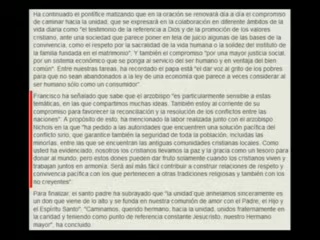 Ha continuado el pontífice matizando que en la oración se renovará día a día el compromiso
de caminar hacia la unidad, que se expresará en la colaboración en diferentes ámbitos de la
vida diaria como "el testimonio de la referencia a Dios y de la promoción de los valores
cristianos, ante una sociedad que parece poner en tela de juicio algunas de las bases de la
convivencia, como el respeto por la sacralidad de la vida humana o la solidez del instituto de
la familia fundada en el matrimonio". Y también el compromiso "por una mayor justicia social,
por un sistema económico que se ponga al servicio del ser humano y en ventaja del bien
común". Entre nuestras tareas, ha recordado el papa "está el dar voz al grito de los pobres
para que no sean abandonados a la ley de una economía que parece a veces considerar al
ser humano sólo como un consumidor".
Francisco ha señalado que sabe que el arzobispo "es particularmente sensible a estas
temáticas, en las que compartimos muchas ideas. También estoy al corriente de su
compromiso para favorecer la reconciliación y la resolución de los conflictos entre las
naciones". A propósito de esto, ha mencionado la labor realizada junto con el arzobispo
Nichols en la que "ha pedido a las autoridades que encuentren una solución pacífica del
conflicto sirio, que garantice también la seguridad de toda la población, incluidas las
minorías, entre las que se encuentran las antiguas comunidades cristianas locales. Como
usted ha evidenciado, nosotros los cristianos llevamos la paz y la gracia como un tesoro para
donar al mundo, pero estos dones pueden dar fruto solamente cuando los cristianos viven y
trabajan juntos en armonía. Será así más fácil contribuir a construir relaciones de respeto y
convivencia pacífica con los que pertenecen a otras tradiciones religiosas y también con los
no creyentes".
Para finalizar, el santo padre ha subrayado que "la unidad que anhelamos sinceramente es
un don que viene de lo alto y se funda en nuestra comunión de amor con el Padre, el Hijo y
el Espíritu Santo". "Caminamos, querido hermano, hacia la unidad, unidos fraternalmente en
la caridad y teniendo como punto de referencia constante Jesucristo, nuestro Hermano
mayor", ha concluido.